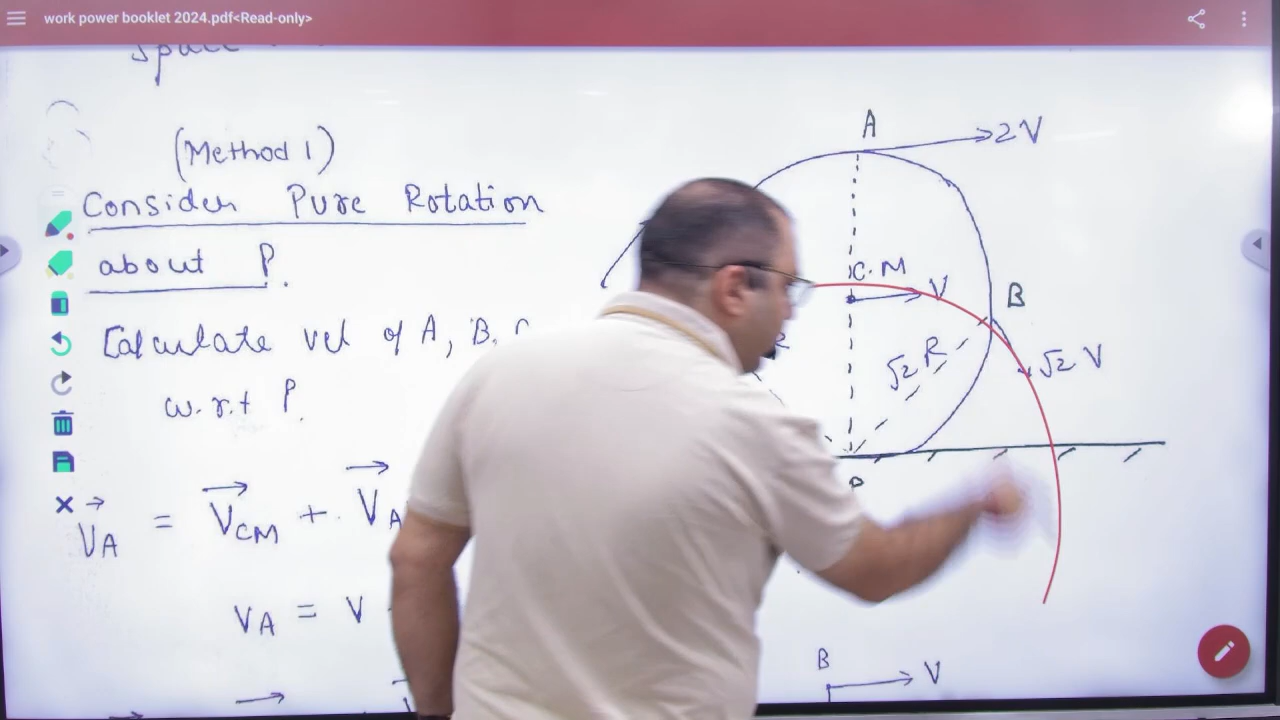 work power booklet 2024.pdf<Read-only>
space
(Method 1)
Consider Pure Rotation
about P.
Calculate vel of A, B,
w.r.t P.
V⃗A = V⃗CM + V⃗A
VA = V
A
2V
C.M
V
B
√2 R
√2 V
R
P
B
V